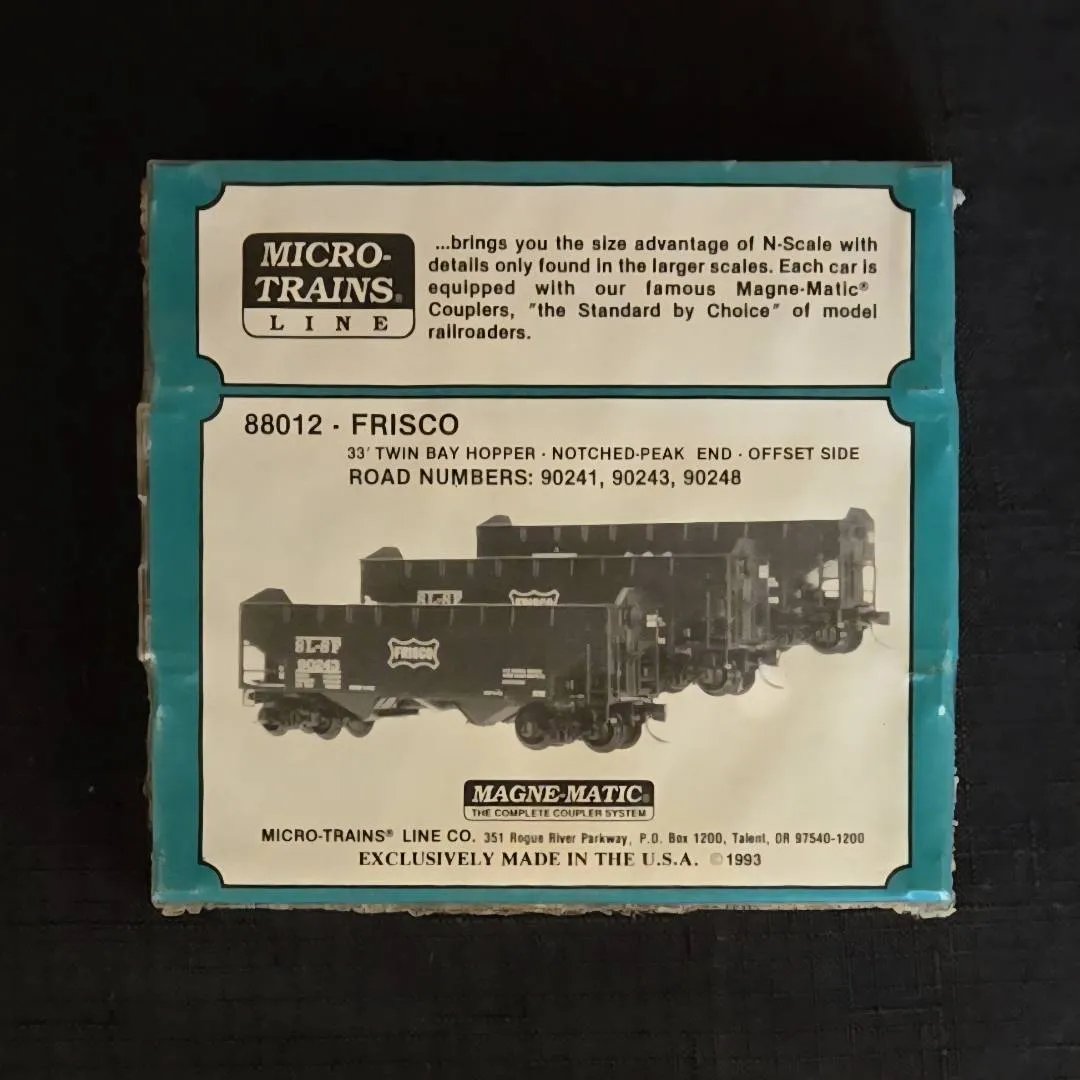 MICRO-
TRAINS®
LINE
...brings you the size advantage of N-Scale with
details only found in the larger scales. Each car is
equipped with our famous Magne-Matic®
Couplers, "the Standard by Choice" of model
railroaders.
88012 · FRISCO
33' TWIN BAY HOPPER · NOTCHED-PEAK END · OFFSET SIDE
ROAD NUMBERS: 90241, 90243, 90248
SL-SF
FRISCO
SL-SF
90243
FRISCO
MAGNE-MATIC®
THE COMPLETE COUPLER SYSTEM
MICRO-TRAINS® LINE CO. 351 Rogue River Parkway, P.O. Box 1200, Talent, OR 97540-1200
EXCLUSIVELY MADE IN THE U.S.A. ©1993